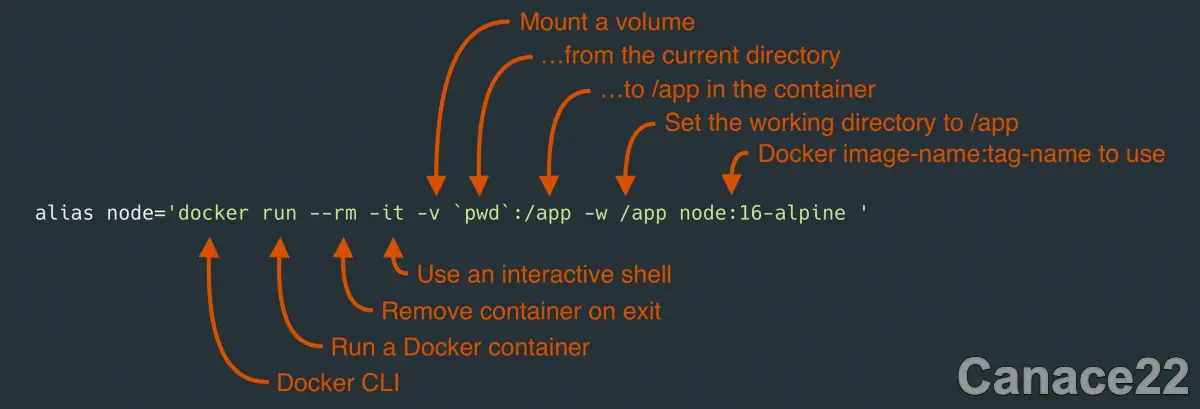 Mount a volume
…from the current directory
…to /app in the container
Set the working directory to /app
Docker image-name:tag-name to use
alias node='docker run --rm -it -v `pwd`:/app -w /app node:16-alpine '
Use an interactive shell
Remove container on exit
Run a Docker container
Docker CLI
Canace22